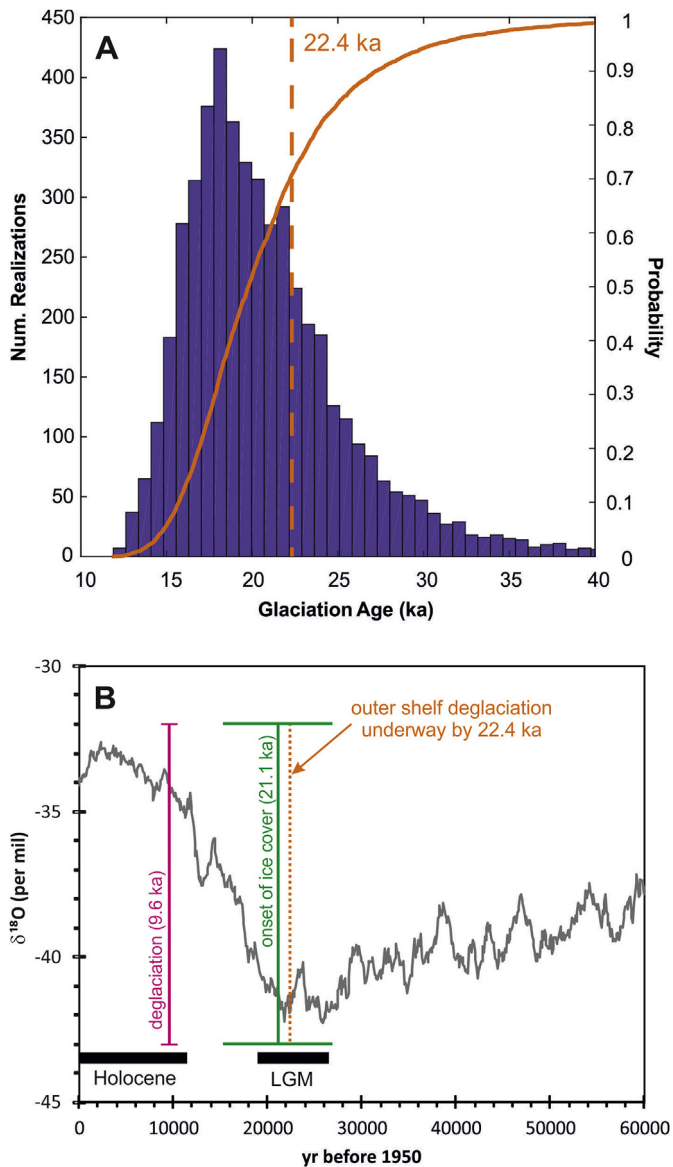 A
22.4 ka
450
400
350
300
250
200
150
100
50
0
Num. Realizations
1
0.9
0.8
0.7
0.6
0.5
0.4
0.3
0.2
0.1
0
Probability
10 15 20 25 30 35 40
Glaciation Age (ka)
B
-30
-35
-40
-45
δ18O (per mil)
outer shelf deglaciation
underway by 22.4 ka
deglaciation (9.6 ka)
onset of ice cover (21.1 ka)
Holocene
LGM
0 10000 20000 30000 40000 50000 60000
yr before 1950